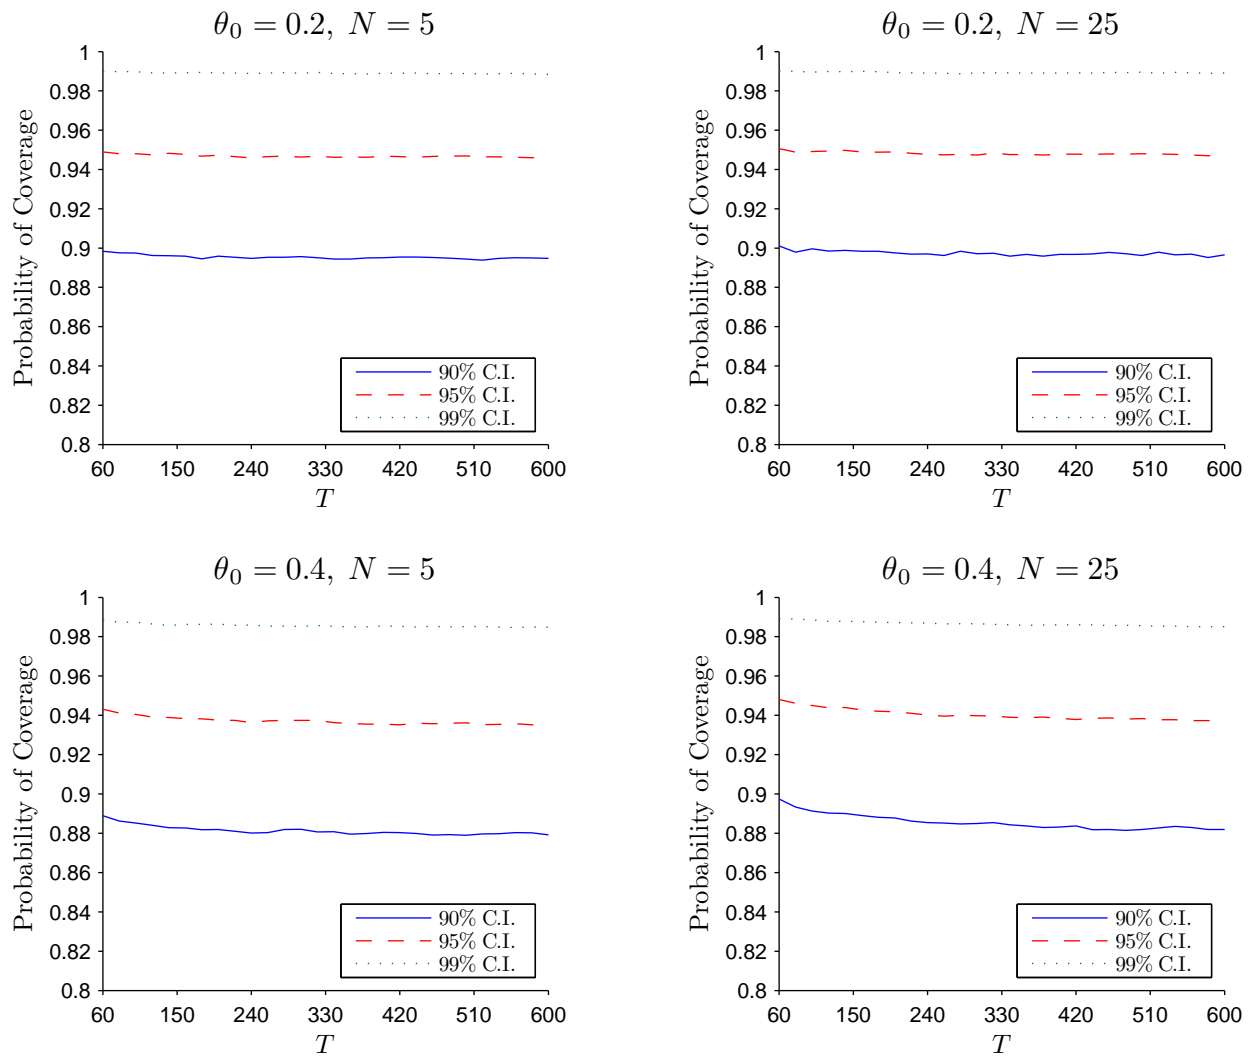 θ₀ = 0.2, N = 5
Probability of Coverage
1
0.98
0.96
0.94
0.92
0.9
0.88
0.86
0.84
0.82
0.8
90% C.I.
95% C.I.
99% C.I.
60 150 240 330 420 510 600
T
θ₀ = 0.2, N = 25
Probability of Coverage
1
0.98
0.96
0.94
0.92
0.9
0.88
0.86
0.84
0.82
0.8
90% C.I.
95% C.I.
99% C.I.
60 150 240 330 420 510 600
T
θ₀ = 0.4, N = 5
Probability of Coverage
1
0.98
0.96
0.94
0.92
0.9
0.88
0.86
0.84
0.82
0.8
90% C.I.
95% C.I.
99% C.I.
60 150 240 330 420 510 600
T
θ₀ = 0.4, N = 25
Probability of Coverage
1
0.98
0.96
0.94
0.92
0.9
0.88
0.86
0.84
0.82
0.8
90% C.I.
95% C.I.
99% C.I.
60 150 240 330 420 510 600
T